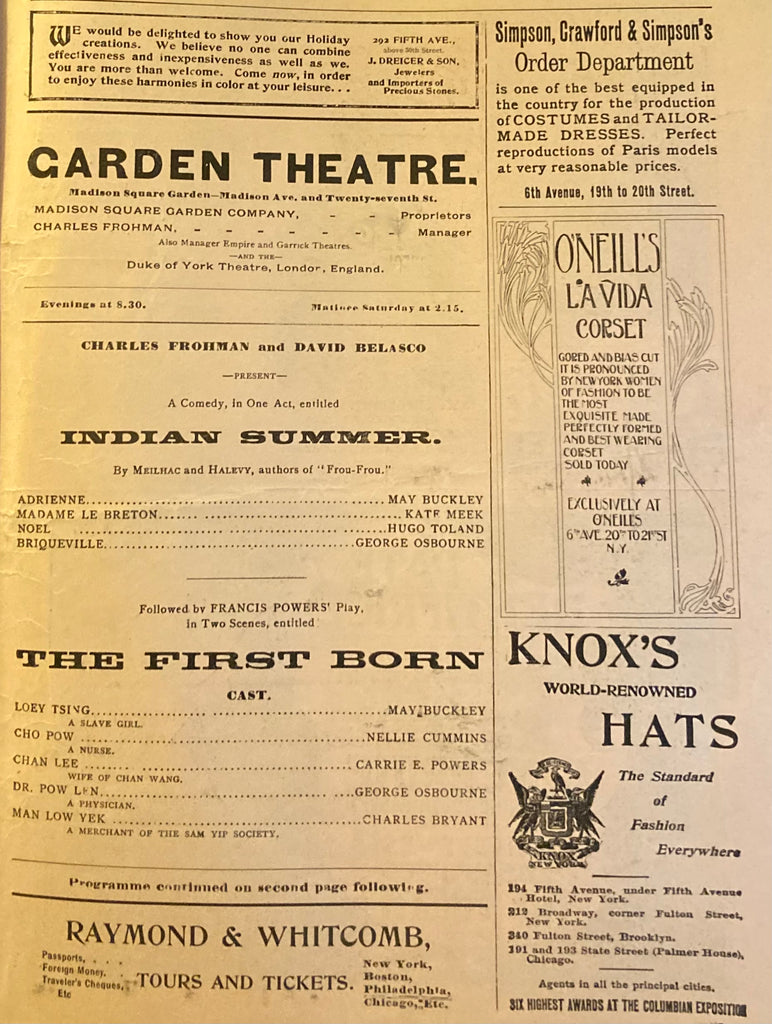 WE would be delighted to show you our Holiday
creations. We believe no one can combine
effectiveness and inexpensiveness as well as we.
You are more than welcome. Come now, in order
to enjoy these harmonies in color at your leisure. . .
292 FIFTH AVE.,
above 30th Street.
J. DREICER & SON,
Jewelers
and Importers of
Precious Stones.
GARDEN THEATRE.
Madison Square Garden—Madison Ave. and Twenty-seventh St.
MADISON SQUARE GARDEN COMPANY, - - Proprietors
CHARLES FROHMAN, - - - - - - - Manager
Also Manager Empire and Garrick Theatres.
—AND THE—
Duke of York Theatre, London, England.
Evenings at 8.30. Matinee Saturday at 2.15.
CHARLES FROHMAN and DAVID BELASCO
—PRESENT—
A Comedy, in One Act, entitled
INDIAN SUMMER.
By MEILHAC and HALEVY, authors of "Frou-Frou."
ADRIENNE........MAY BUCKLEY
MADAME LE BRETON........KATE MEEK
NOEL........HUGO TOLAND
BRIQUEVILLE........GEORGE OSBOURNE
Followed by FRANCIS POWERS' Play,
in Two Scenes, entitled
THE FIRST BORN
CAST.
LOEY TSING........MAY BUCKLEY
A SLAVE GIRL.
CHO POW........NELLIE CUMMINS
A NURSE.
CHAN LEE........CARRIE E. POWERS
WIFE OF CHAN WANG.
DR. POW LEN........GEORGE OSBOURNE
A PHYSICIAN.
MAN LOW YEK........CHARLES BRYANT
A MERCHANT OF THE SAM YIP SOCIETY.
Programme continued on second page following.
RAYMOND & WHITCOMB,
Passports, . . .
Foreign Money, .
Traveler's Cheques,
Etc
TOURS AND TICKETS.
New York,
Boston,
Philadelphia,
Chicago, Etc.
Simpson, Crawford & Simpson's
Order Department
is one of the best equipped in
the country for the production
of COSTUMES and TAILOR-
MADE DRESSES. Perfect
reproductions of Paris models
at very reasonable prices.
6th Avenue, 19th to 20th Street.
O'NEILL'S
LA VIDA
CORSET
GORED AND BIAS CUT
IT IS PRONOUNCED
BY NEW YORK WOMEN
OF FASHION TO BE
THE MOST
EXQUISITE MADE
PERFECTLY FORMED
AND BEST WEARING
CORSET
SOLD TODAY
EXCLUSIVELY AT
O'NEILL'S
6TH AVE. 20TH TO 21ST ST
N.Y.
KNOX'S
WORLD-RENOWNED
HATS
KNOX
NEW YORK
The Standard
of
Fashion
Everywhere
194 Fifth Avenue, under Fifth Avenue
Hotel, New York.
212 Broadway, corner Fulton Street,
New York.
340 Fulton Street, Brooklyn.
191 and 193 State Street (Palmer House),
Chicago.
Agents in all the principal cities.
SIX HIGHEST AWARDS AT THE COLUMBIAN EXPOSITION